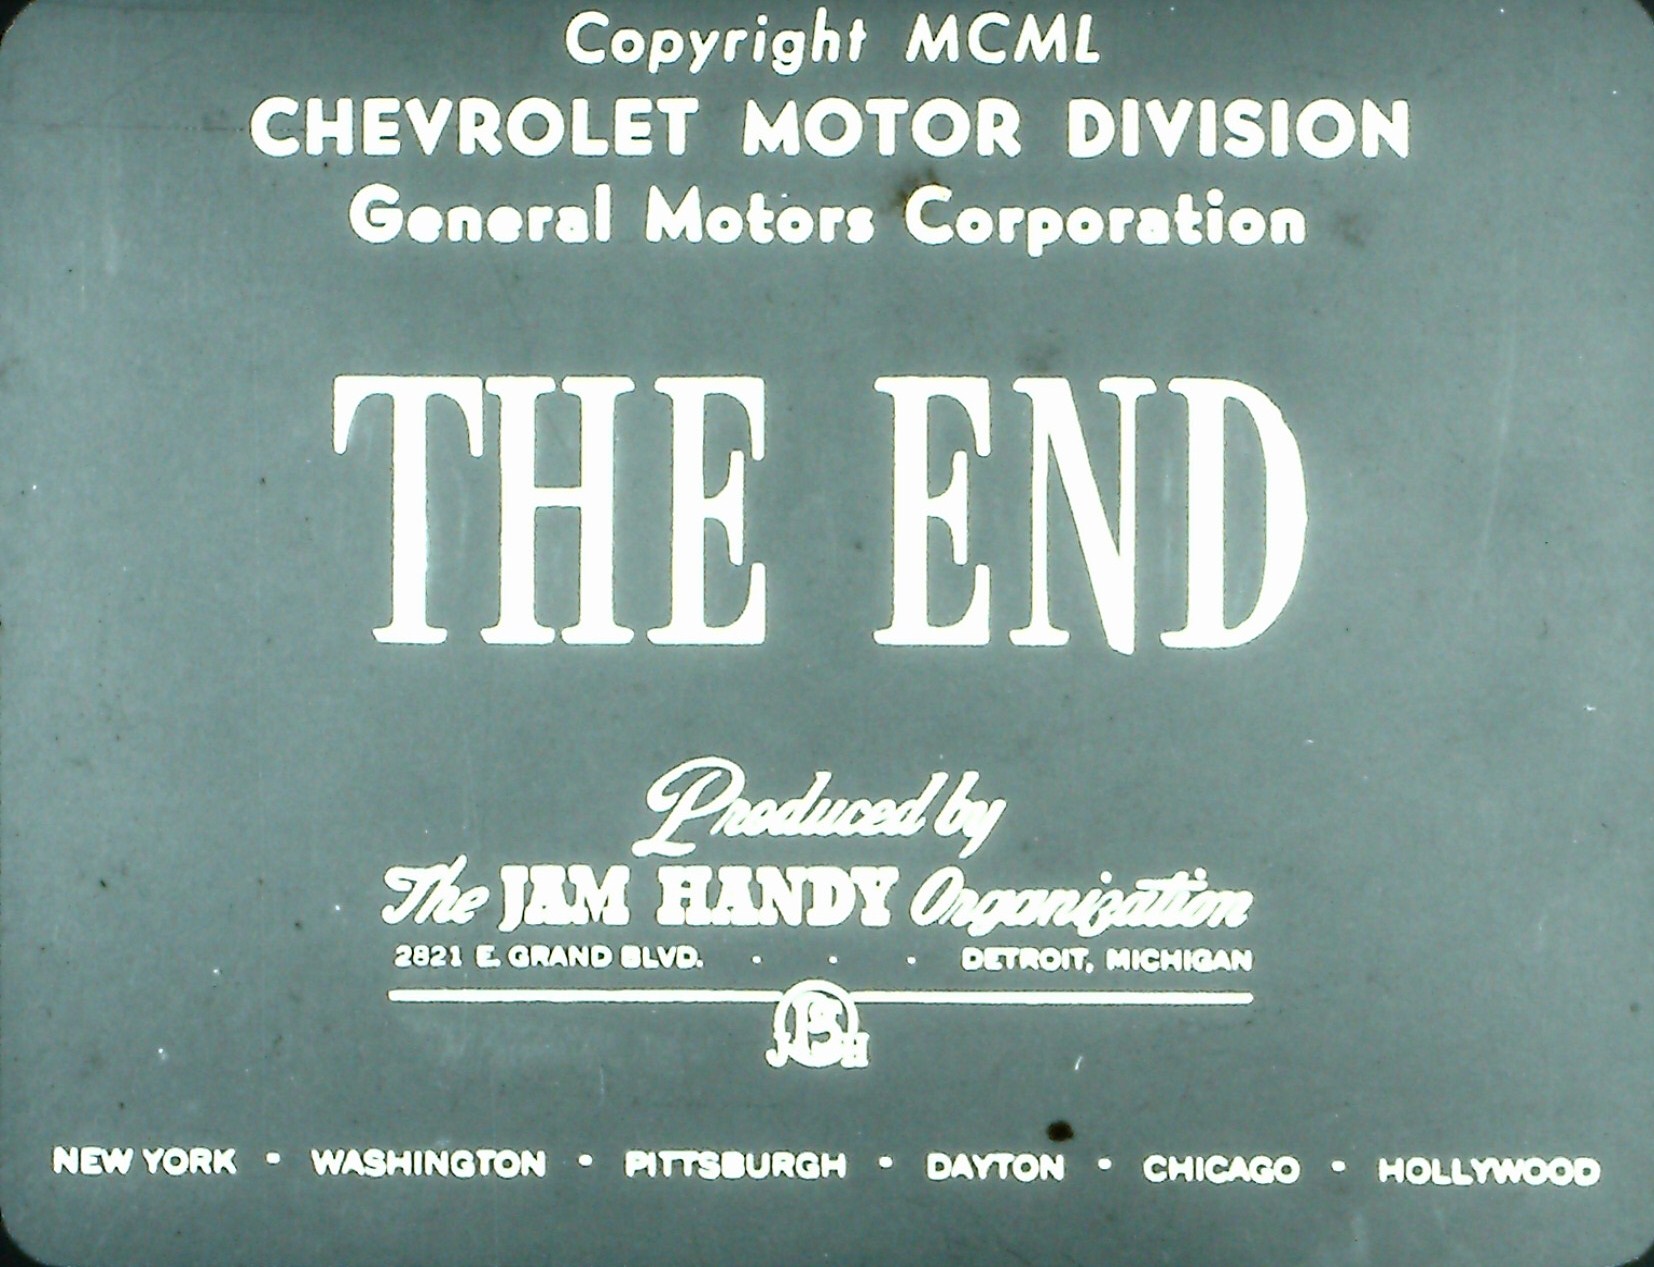 Copyright MCML
CHEVROLET MOTOR DIVISION
General Motors Corporation
THE END
Produced by
The JAM HANDY Organization
2821 E. GRAND BLVD. . . . DETROIT, MICHIGAN
NEW YORK • WASHINGTON • PITTSBURGH • DAYTON • CHICAGO • HOLLYWOOD